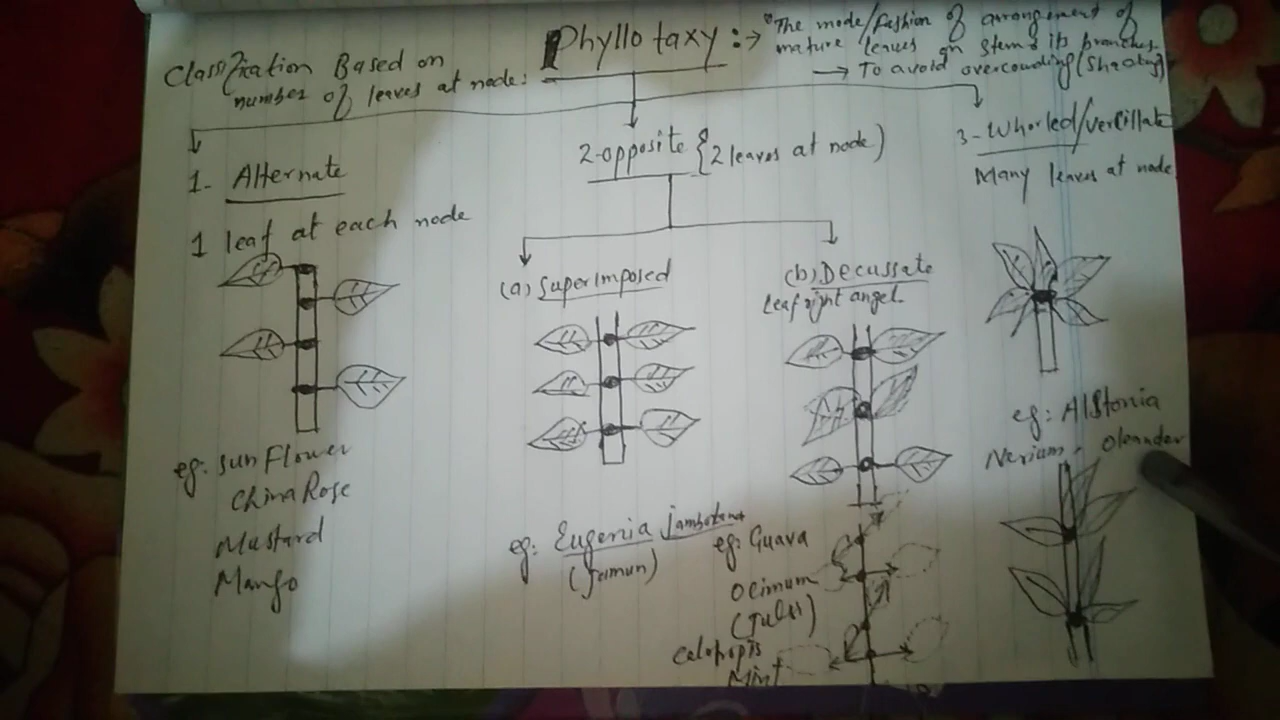 Phyllotaxy :→ "The mode/fashion of arrangement of
mature leaves on stem & its branches.
→ To avoid overcrouding (Shading)
Classification Based on
number of leaves at node:
1- Alternate
1 leaf at each node
eg: Sun Flower
China Rose
Mustard
Mango
2-opposite {2 leaves at node)
(a) Superimposed
eg: Eugenia jambolana
(Jamun)
(b) Decussate
Leaf right angel.
eg: Guava
Ocimum
(Tulsi)
Calotropis
Mint
3-Whorled/Verticillate
Many leaves at node
eg: Alstonia
Nerium, Oleander